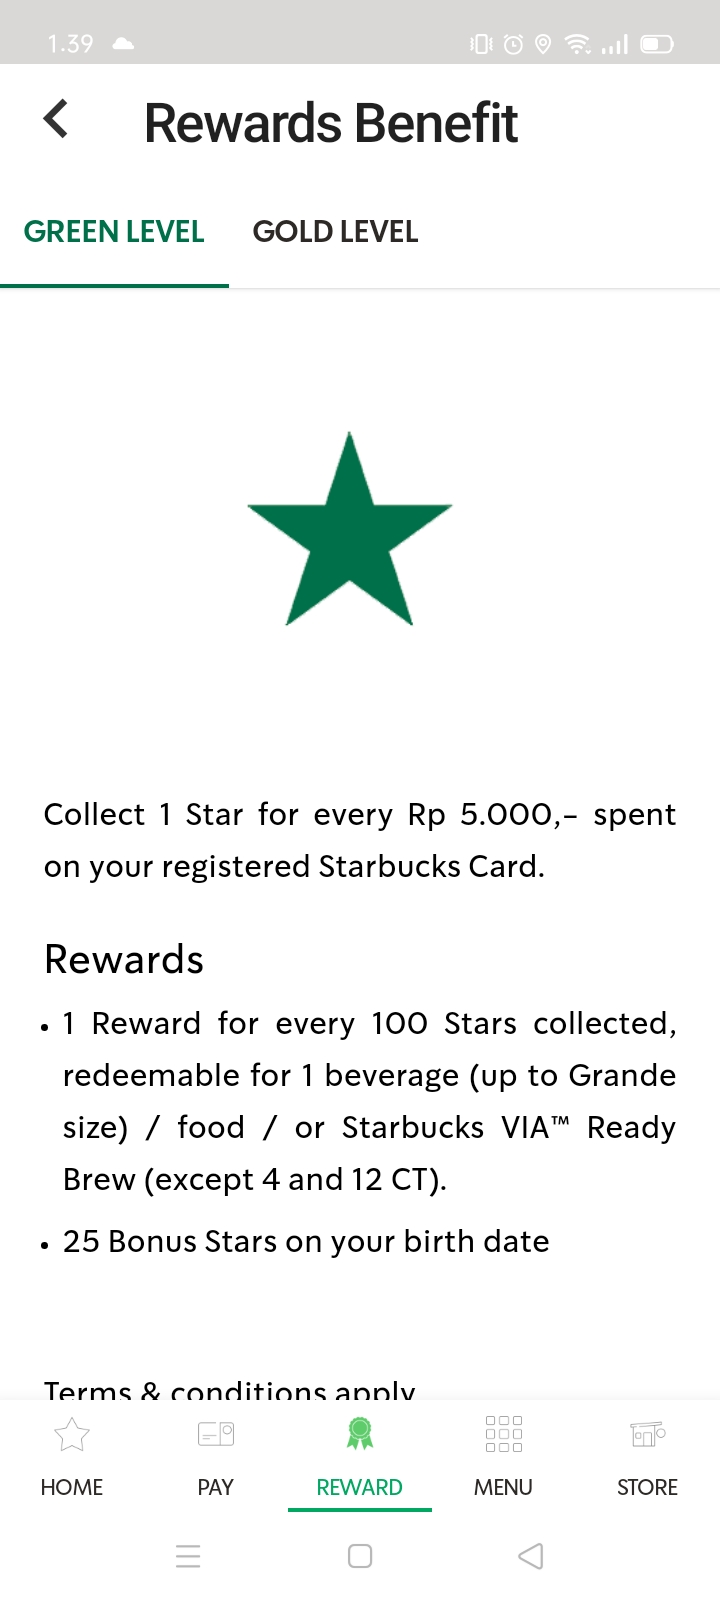 1.39
Rewards Benefit
GREEN LEVEL GOLD LEVEL
Collect 1 Star for every Rp 5.000,- spent
on your registered Starbucks Card.
Rewards
• 1 Reward for every 100 Stars collected,
redeemable for 1 beverage (up to Grande
size) / food / or Starbucks VIA™ Ready
Brew (except 4 and 12 CT).
• 25 Bonus Stars on your birth date
Terms & conditions apply
HOME PAY REWARD MENU STORE